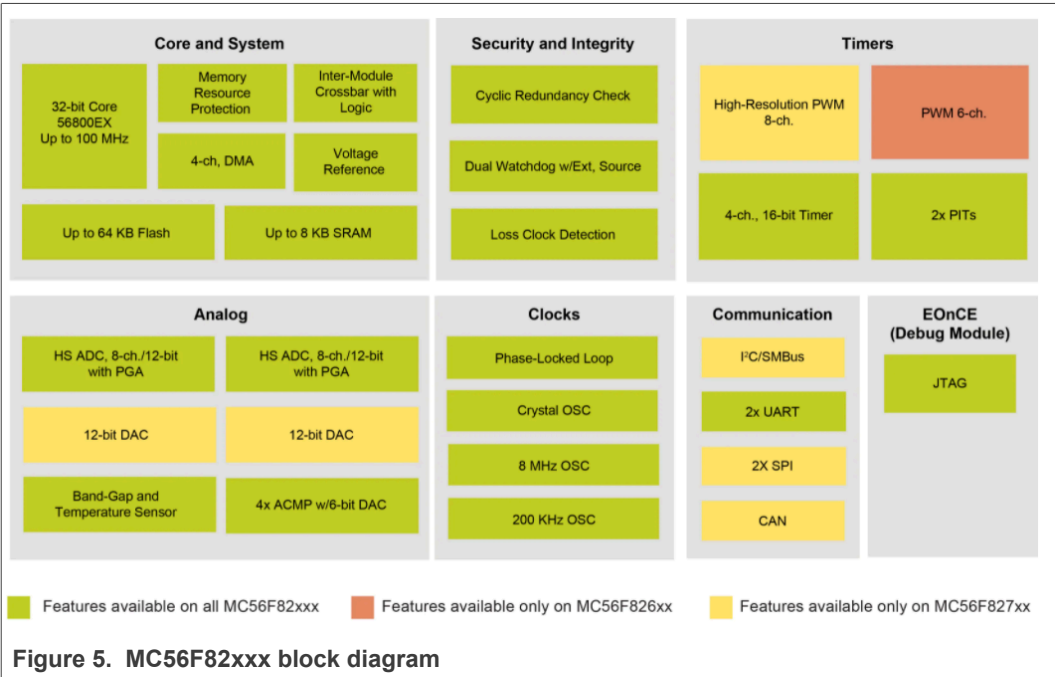 Core and System
32-bit Core
56800EX
Up to 100 MHz
Memory
Resource
Protection
Inter-Module
Crossbar with
Logic
4-ch, DMA
Voltage
Reference
Up to 64 KB Flash
Up to 8 KB SRAM
Security and Integrity
Cyclic Redundancy Check
Dual Watchdog w/Ext, Source
Loss Clock Detection
Timers
High-Resolution PWM
8-ch.
PWM 6-ch.
4-ch., 16-bit Timer
2x PITs
Analog
HS ADC, 8-ch./12-bit
with PGA
HS ADC, 8-ch./12-bit
with PGA
12-bit DAC
12-bit DAC
Band-Gap and
Temperature Sensor
4x ACMP w/6-bit DAC
Clocks
Phase-Locked Loop
Crystal OSC
8 MHz OSC
200 KHz OSC
Communication
I²C/SMBus
2x UART
2X SPI
CAN
EOnCE
(Debug Module)
JTAG
Features available on all MC56F82xxx
Features available only on MC56F826xx
Features available only on MC56F827xx
Figure 5. MC56F82xxx block diagram